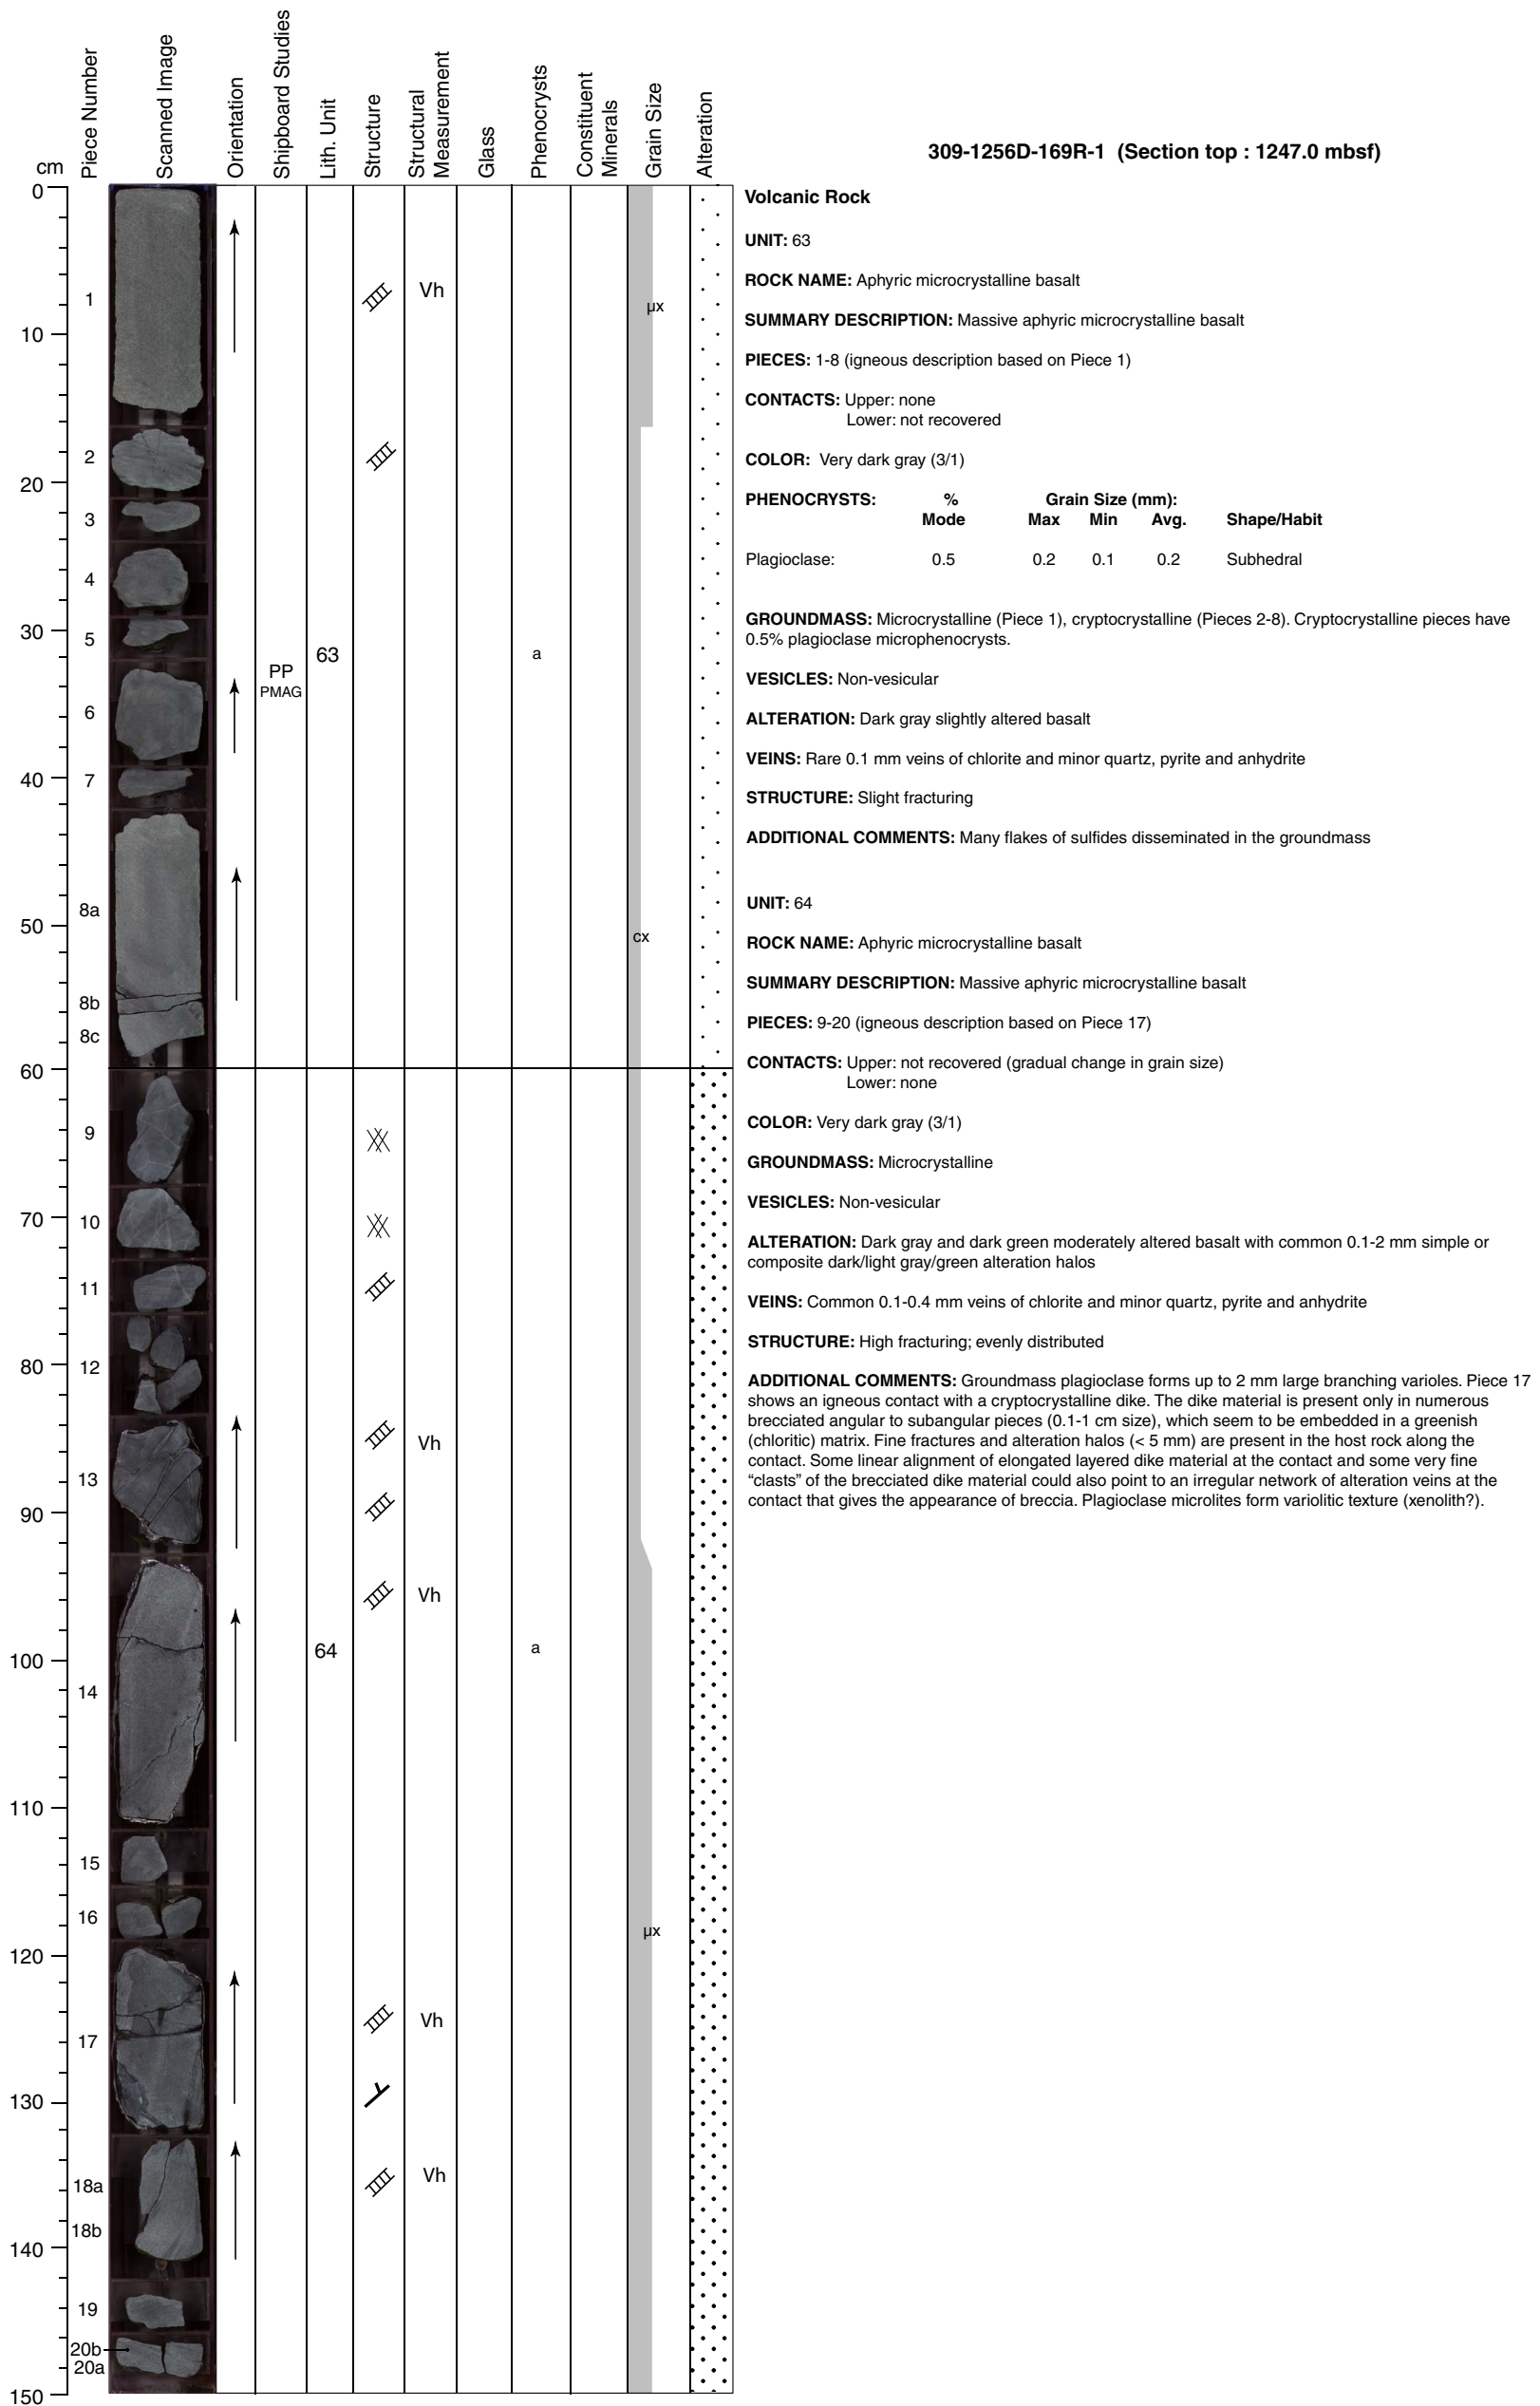 cm
Piece Number
Scanned Image
Orientation
Shipboard Studies
Lith. Unit
Structure
Structural
Measurement
Glass
Phenocrysts
Constituent
Minerals
Grain Size
Alteration
0
10
20
30
40
50
60
70
80
90
100
110
120
130
140
150
1
2
3
4
5
6
7
8a
8b
8c
9
10
11
12
13
14
15
16
17
18a
18b
19
20b
20a
PP
PMAG
63
64
Vh
Vh
Vh
Vh
Vh
a
a
µx
cx
µx
309-1256D-169R-1 (Section top : 1247.0 mbsf)
Volcanic Rock
UNIT: 63
ROCK NAME: Aphyric microcrystalline basalt
SUMMARY DESCRIPTION: Massive aphyric microcrystalline basalt
PIECES: 1-8 (igneous description based on Piece 1)
CONTACTS: Upper: none
Lower: not recovered
COLOR: Very dark gray (3/1)
PHENOCRYSTS: % Grain Size (mm):
Mode Max Min Avg. Shape/Habit
Plagioclase: 0.5 0.2 0.1 0.2 Subhedral
GROUNDMASS: Microcrystalline (Piece 1), cryptocrystalline (Pieces 2-8). Cryptocrystalline pieces have
0.5% plagioclase microphenocrysts.
VESICLES: Non-vesicular
ALTERATION: Dark gray slightly altered basalt
VEINS: Rare 0.1 mm veins of chlorite and minor quartz, pyrite and anhydrite
STRUCTURE: Slight fracturing
ADDITIONAL COMMENTS: Many flakes of sulfides disseminated in the groundmass
UNIT: 64
ROCK NAME: Aphyric microcrystalline basalt
SUMMARY DESCRIPTION: Massive aphyric microcrystalline basalt
PIECES: 9-20 (igneous description based on Piece 17)
CONTACTS: Upper: not recovered (gradual change in grain size)
Lower: none
COLOR: Very dark gray (3/1)
GROUNDMASS: Microcrystalline
VESICLES: Non-vesicular
ALTERATION: Dark gray and dark green moderately altered basalt with common 0.1-2 mm simple or
composite dark/light gray/green alteration halos
VEINS: Common 0.1-0.4 mm veins of chlorite and minor quartz, pyrite and anhydrite
STRUCTURE: High fracturing; evenly distributed
ADDITIONAL COMMENTS: Groundmass plagioclase forms up to 2 mm large branching varioles. Piece 17
shows an igneous contact with a cryptocrystalline dike. The dike material is present only in numerous
brecciated angular to subangular pieces (0.1-1 cm size), which seem to be embedded in a greenish
(chloritic) matrix. Fine fractures and alteration halos (< 5 mm) are present in the host rock along the
contact. Some linear alignment of elongated layered dike material at the contact and some very fine
“clasts” of the brecciated dike material could also point to an irregular network of alteration veins at the
contact that gives the appearance of breccia. Plagioclase microlites form variolitic texture (xenolith?).